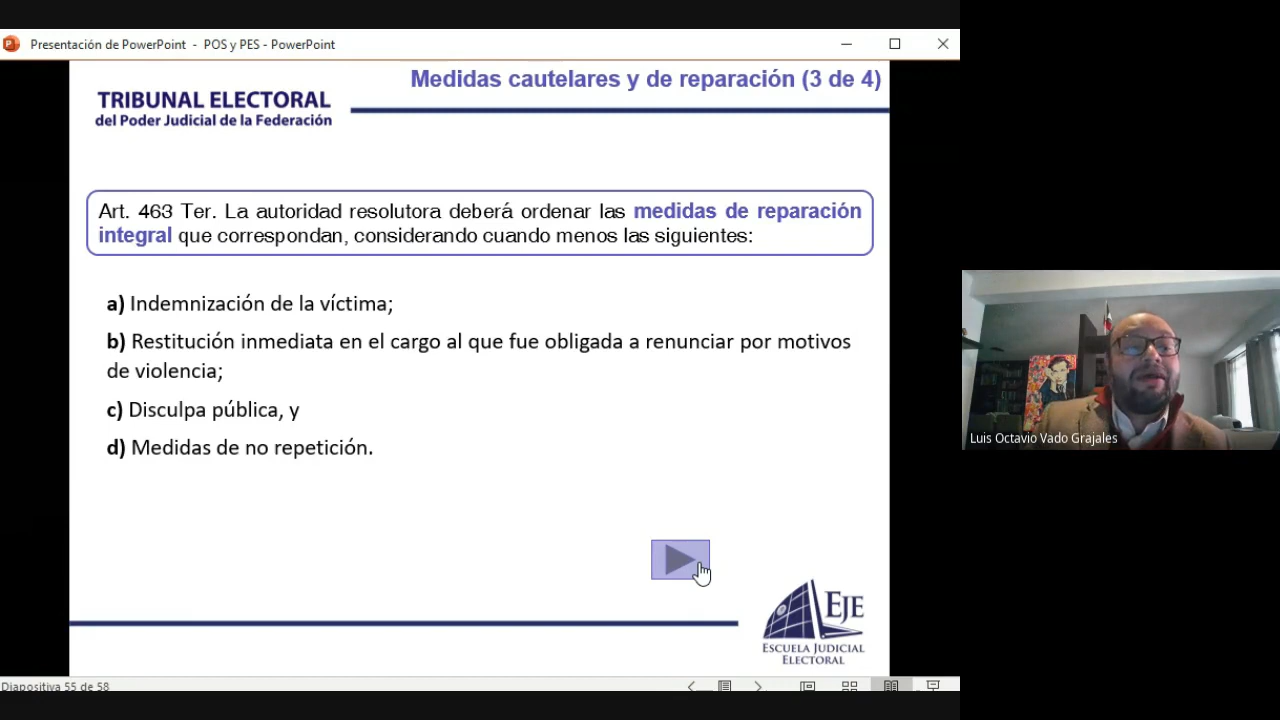 Presentación de PowerPoint - POS y PES - PowerPoint
Medidas cautelares y de reparación (3 de 4)
TRIBUNAL ELECTORAL
del Poder Judicial de la Federación
Art. 463 Ter. La autoridad resolutora deberá ordenar las medidas de reparación
integral que correspondan, considerando cuando menos las siguientes:
a) Indemnización de la víctima;
b) Restitución inmediata en el cargo al que fue obligada a renunciar por motivos
de violencia;
c) Disculpa pública, y
d) Medidas de no repetición.
Luis Octavio Vado Grajales
EJE
ESCUELA JUDICIAL
ELECTORAL
Diapositiva 55 de 58